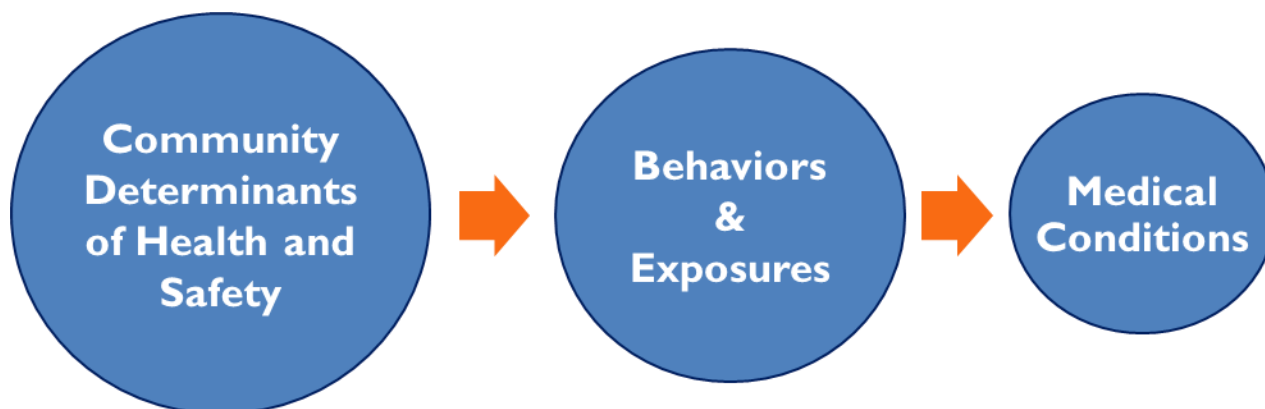 Community
Determinants
of Health and
Safety
Behaviors
&
Exposures
Medical
Conditions